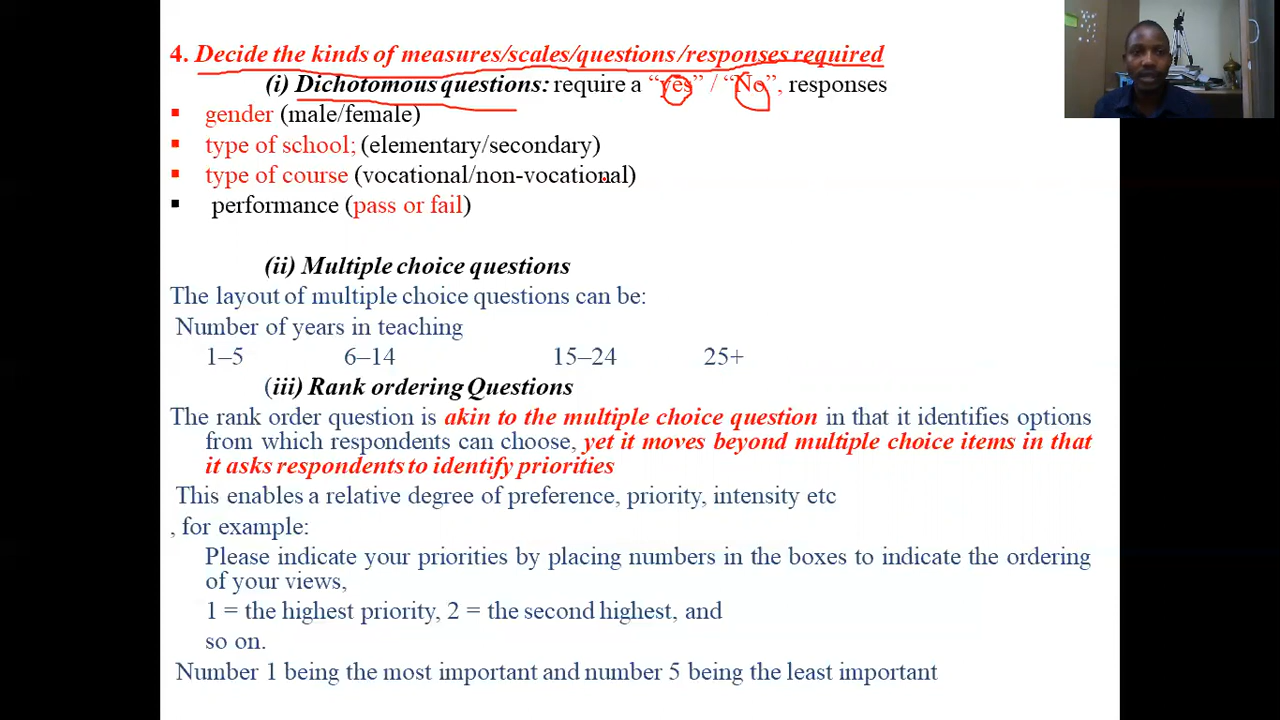 4. Decide the kinds of measures/scales/questions/responses required
(i) Dichotomous questions: require a “yes” / “No”, responses
▪ gender (male/female)
▪ type of school; (elementary/secondary)
▪ type of course (vocational/non-vocational)
▪ performance (pass or fail)
(ii) Multiple choice questions
The layout of multiple choice questions can be:
Number of years in teaching
1–5 6–14 15–24 25+
(iii) Rank ordering Questions
The rank order question is akin to the multiple choice question in that it identifies options
from which respondents can choose, yet it moves beyond multiple choice items in that
it asks respondents to identify priorities
This enables a relative degree of preference, priority, intensity etc
, for example:
Please indicate your priorities by placing numbers in the boxes to indicate the ordering
of your views,
1 = the highest priority, 2 = the second highest, and
so on.
Number 1 being the most important and number 5 being the least important